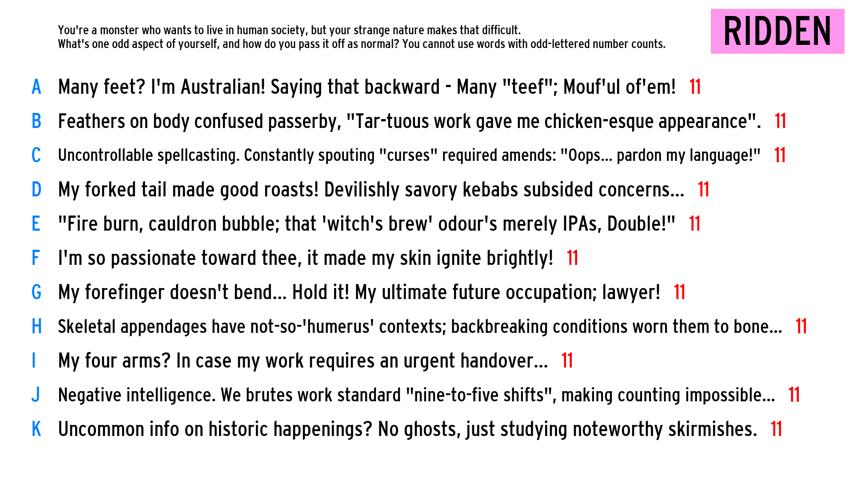 You're a monster who wants to live in human society, but your strange nature makes that difficult.
What's one odd aspect of yourself, and how do you pass it off as normal? You cannot use words with odd-lettered number counts.
RIDDEN
A Many feet? I'm Australian! Saying that backward - Many "teef"; Mouf'ul of'em! 11
B Feathers on body confused passerby, "Tar-tuous work gave me chicken-esque appearance". 11
C Uncontrollable spellcasting. Constantly spouting "curses" required amends: "Oops... pardon my language!" 11
D My forked tail made good roasts! Devilishly savory kebabs subsided concerns... 11
E "Fire burn, cauldron bubble; that 'witch's brew' odour's merely IPAs, Double!" 11
F I'm so passionate toward thee, it made my skin ignite brightly! 11
G My forefinger doesn't bend... Hold it! My ultimate future occupation; lawyer! 11
H Skeletal appendages have not-so-'humerus' contexts; backbreaking conditions worn them to bone... 11
I My four arms? In case my work requires an urgent handover... 11
J Negative intelligence. We brutes work standard "nine-to-five shifts", making counting impossible... 11
K Uncommon info on historic happenings? No ghosts, just studying noteworthy skirmishes. 11